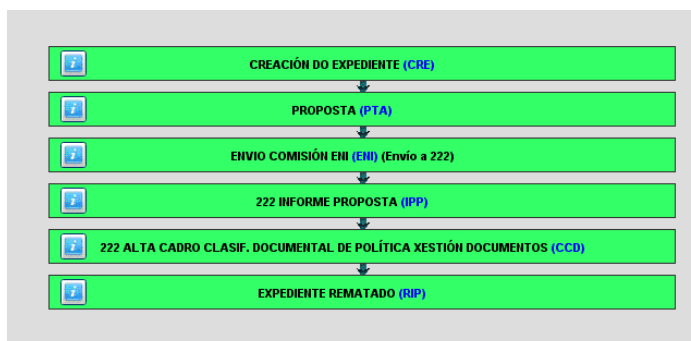 CREACIÓN DO EXPEDIENTE (CRE)
PROPOSTA (PTA)
ENVIO COMISIÓN ENI (ENI) (Envío a 222)
222 INFORME PROPOSTA (IPP)
222 ALTA CADRO CLASIF. DOCUMENTAL DE POLÍTICA XESTIÓN DOCUMENTOS (CCD)
EXPEDIENTE REMATADO (RIP)